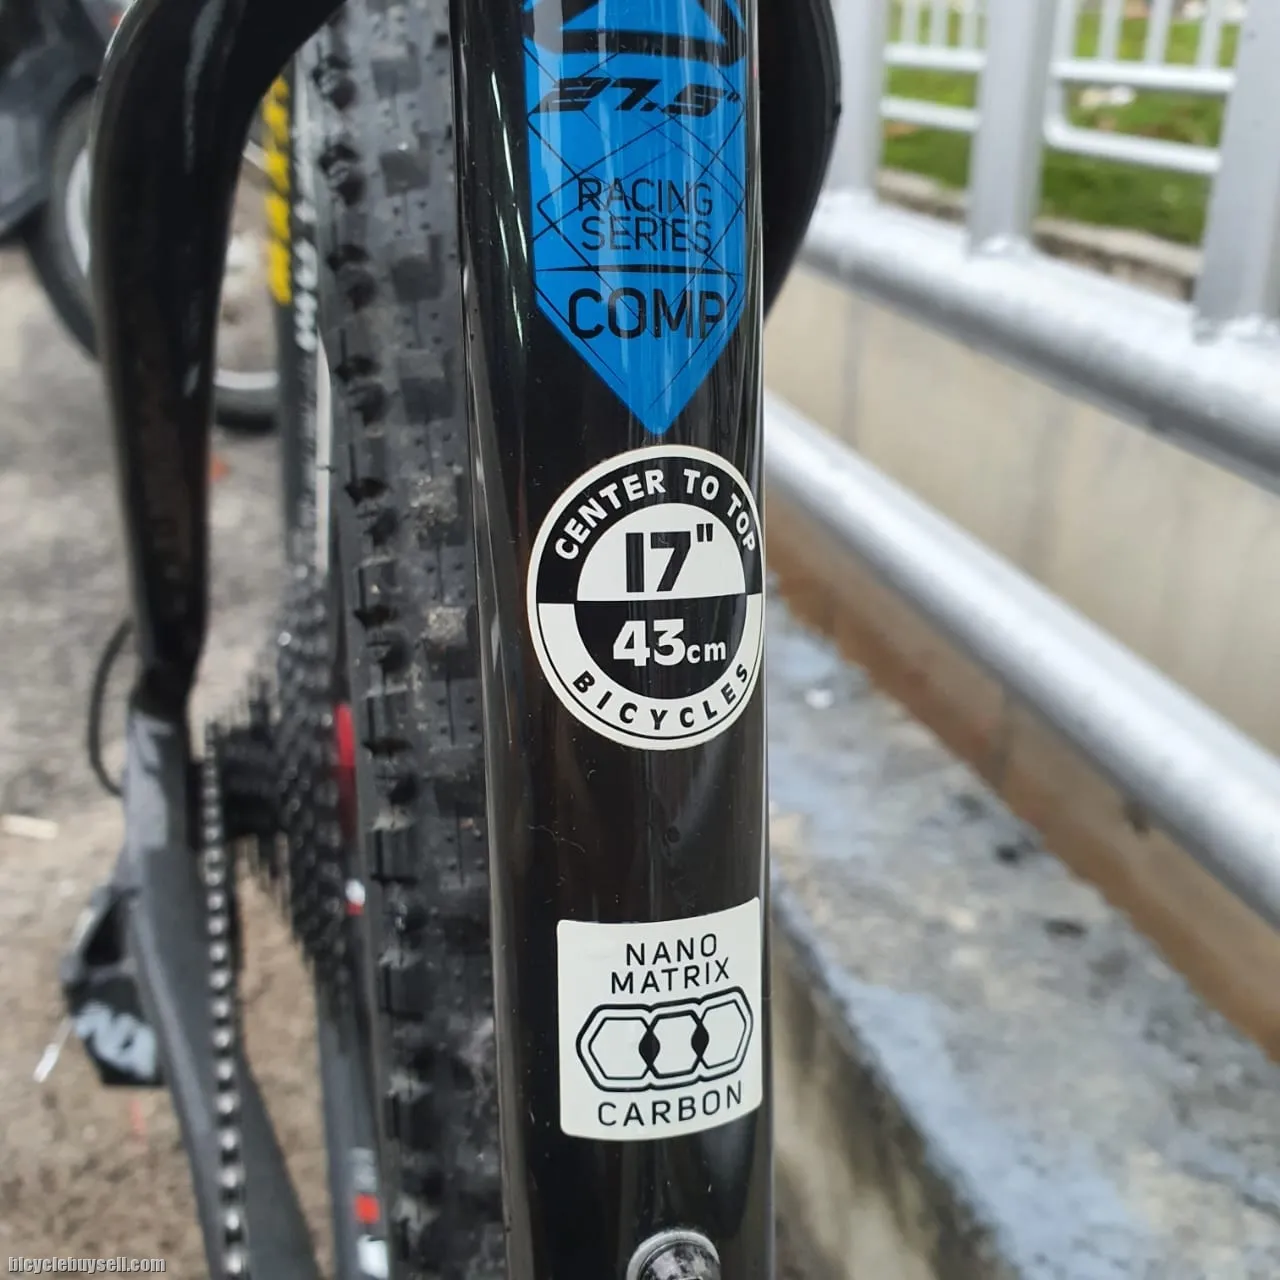 27.5"
RACING
SERIES
COMP
CENTER TO TOP
17"
43cm
BICYCLES
NANO
MATRIX
CARBON
bicyclebuysell.com